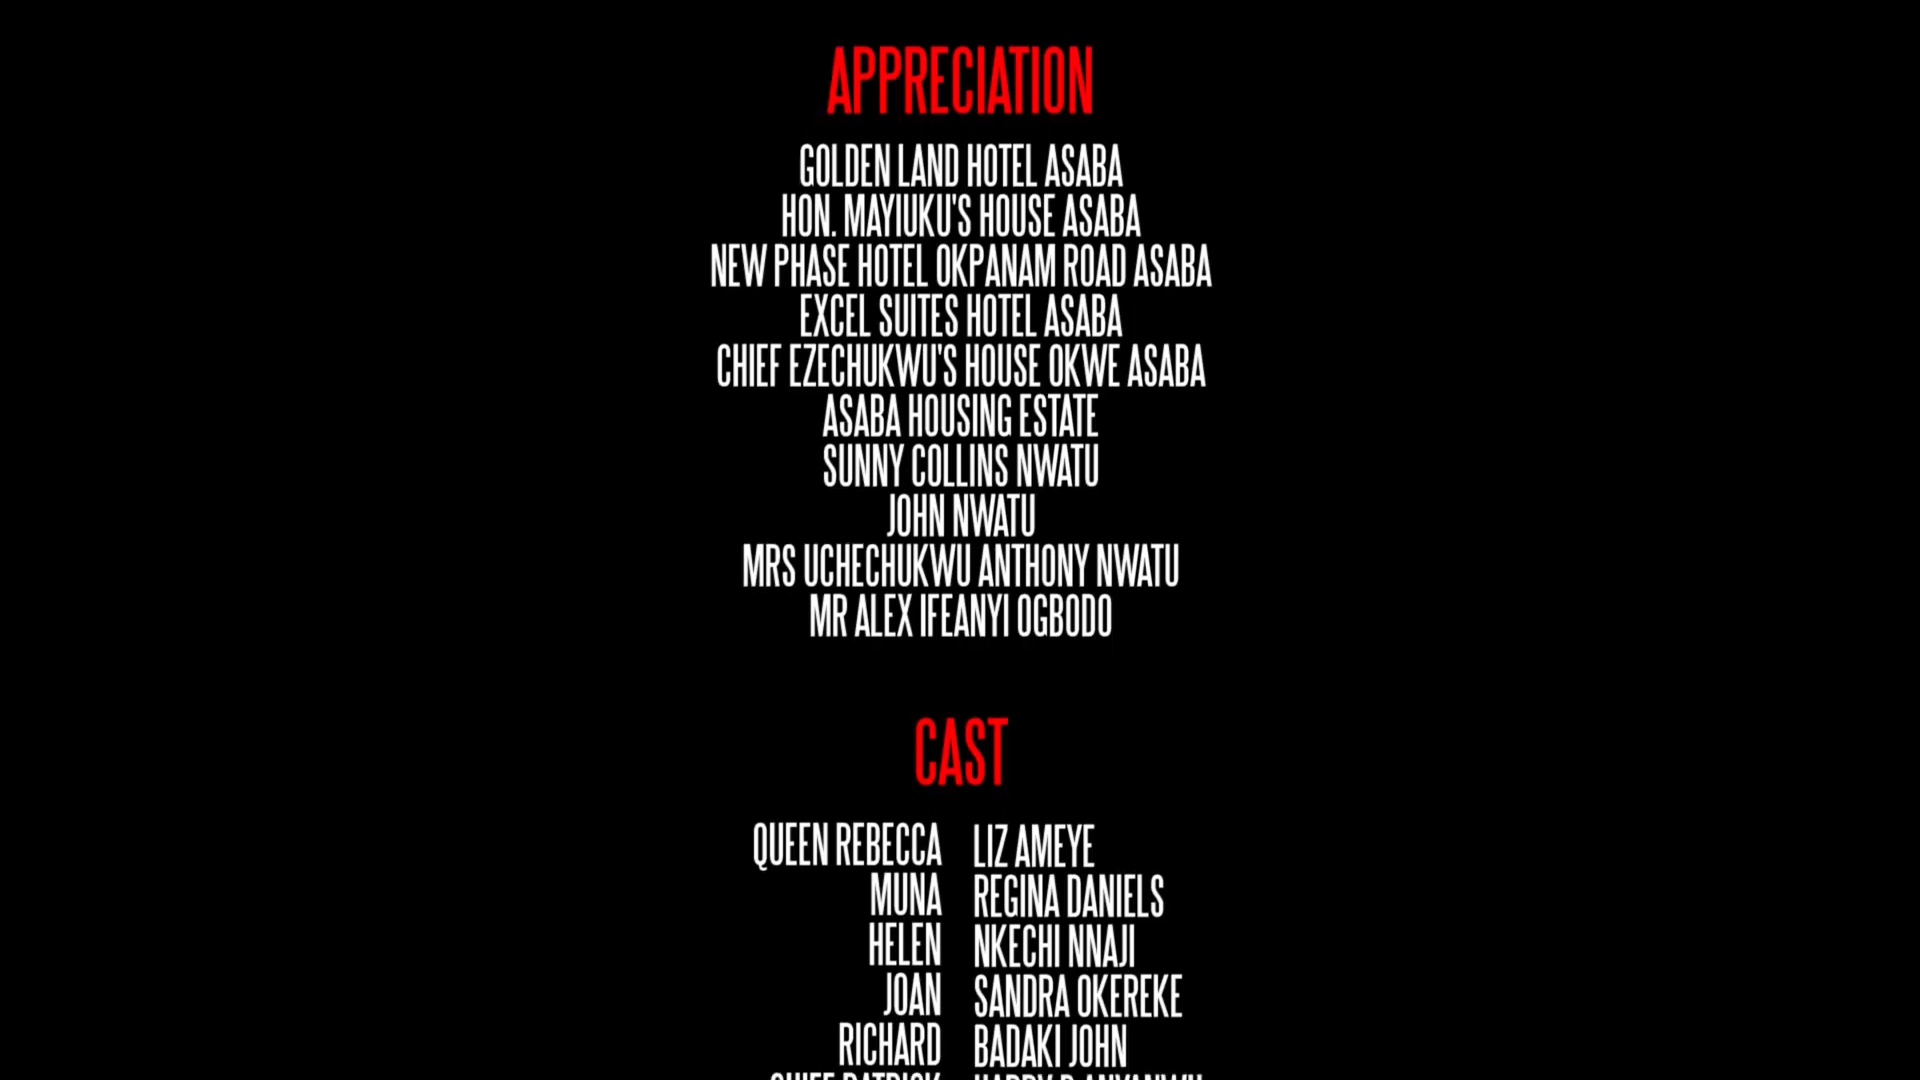 APPRECIATION
GOLDEN LAND HOTEL ASABA
HON. MAYIUKU'S HOUSE ASABA
NEW PHASE HOTEL OKPANAM ROAD ASABA
EXCEL SUITES HOTEL ASABA
CHIEF EZECHUKWU'S HOUSE OKWE ASABA
ASABA HOUSING ESTATE
SUNNY COLLINS NWATU
JOHN NWATU
MRS UCHECHUKWU ANTHONY NWATU
MR ALEX IFEANYI OGBODO
CAST
QUEEN REBECCA LIZ AMEYE
MUNA REGINA DANIELS
HELEN NKECHI NNAJI
JOAN SANDRA OKEREKE
RICHARD BADAKI JOHN